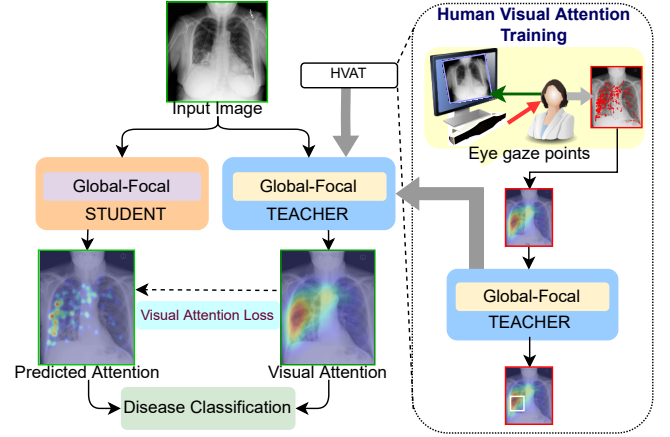 Human Visual Attention
Training
HVAT
Input Image
Eye gaze points
Global-Focal
STUDENT
Global-Focal
TEACHER
Visual Attention Loss
Predicted Attention
Visual Attention
Disease Classification
Global-Focal
TEACHER